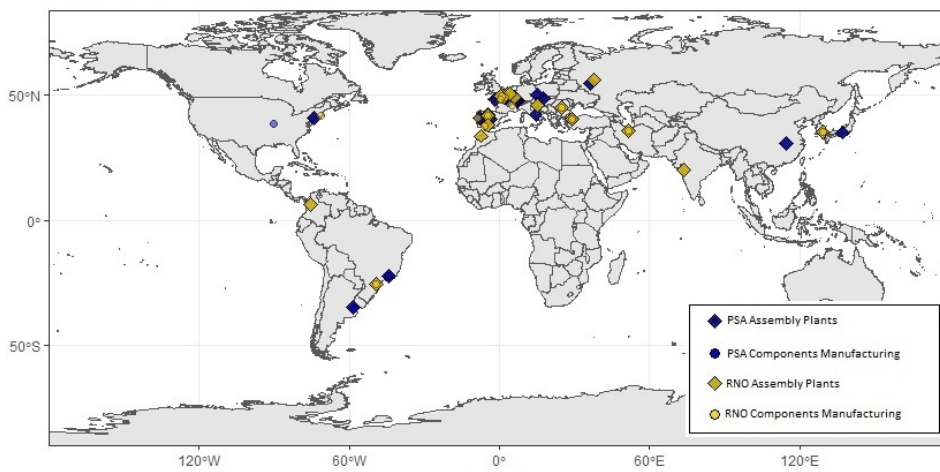 50°N
0°
50°S
120°W
60°W
0°
60°E
120°E
PSA Assembly Plants
PSA Components Manufacturing
RNO Assembly Plants
RNO Components Manufacturing